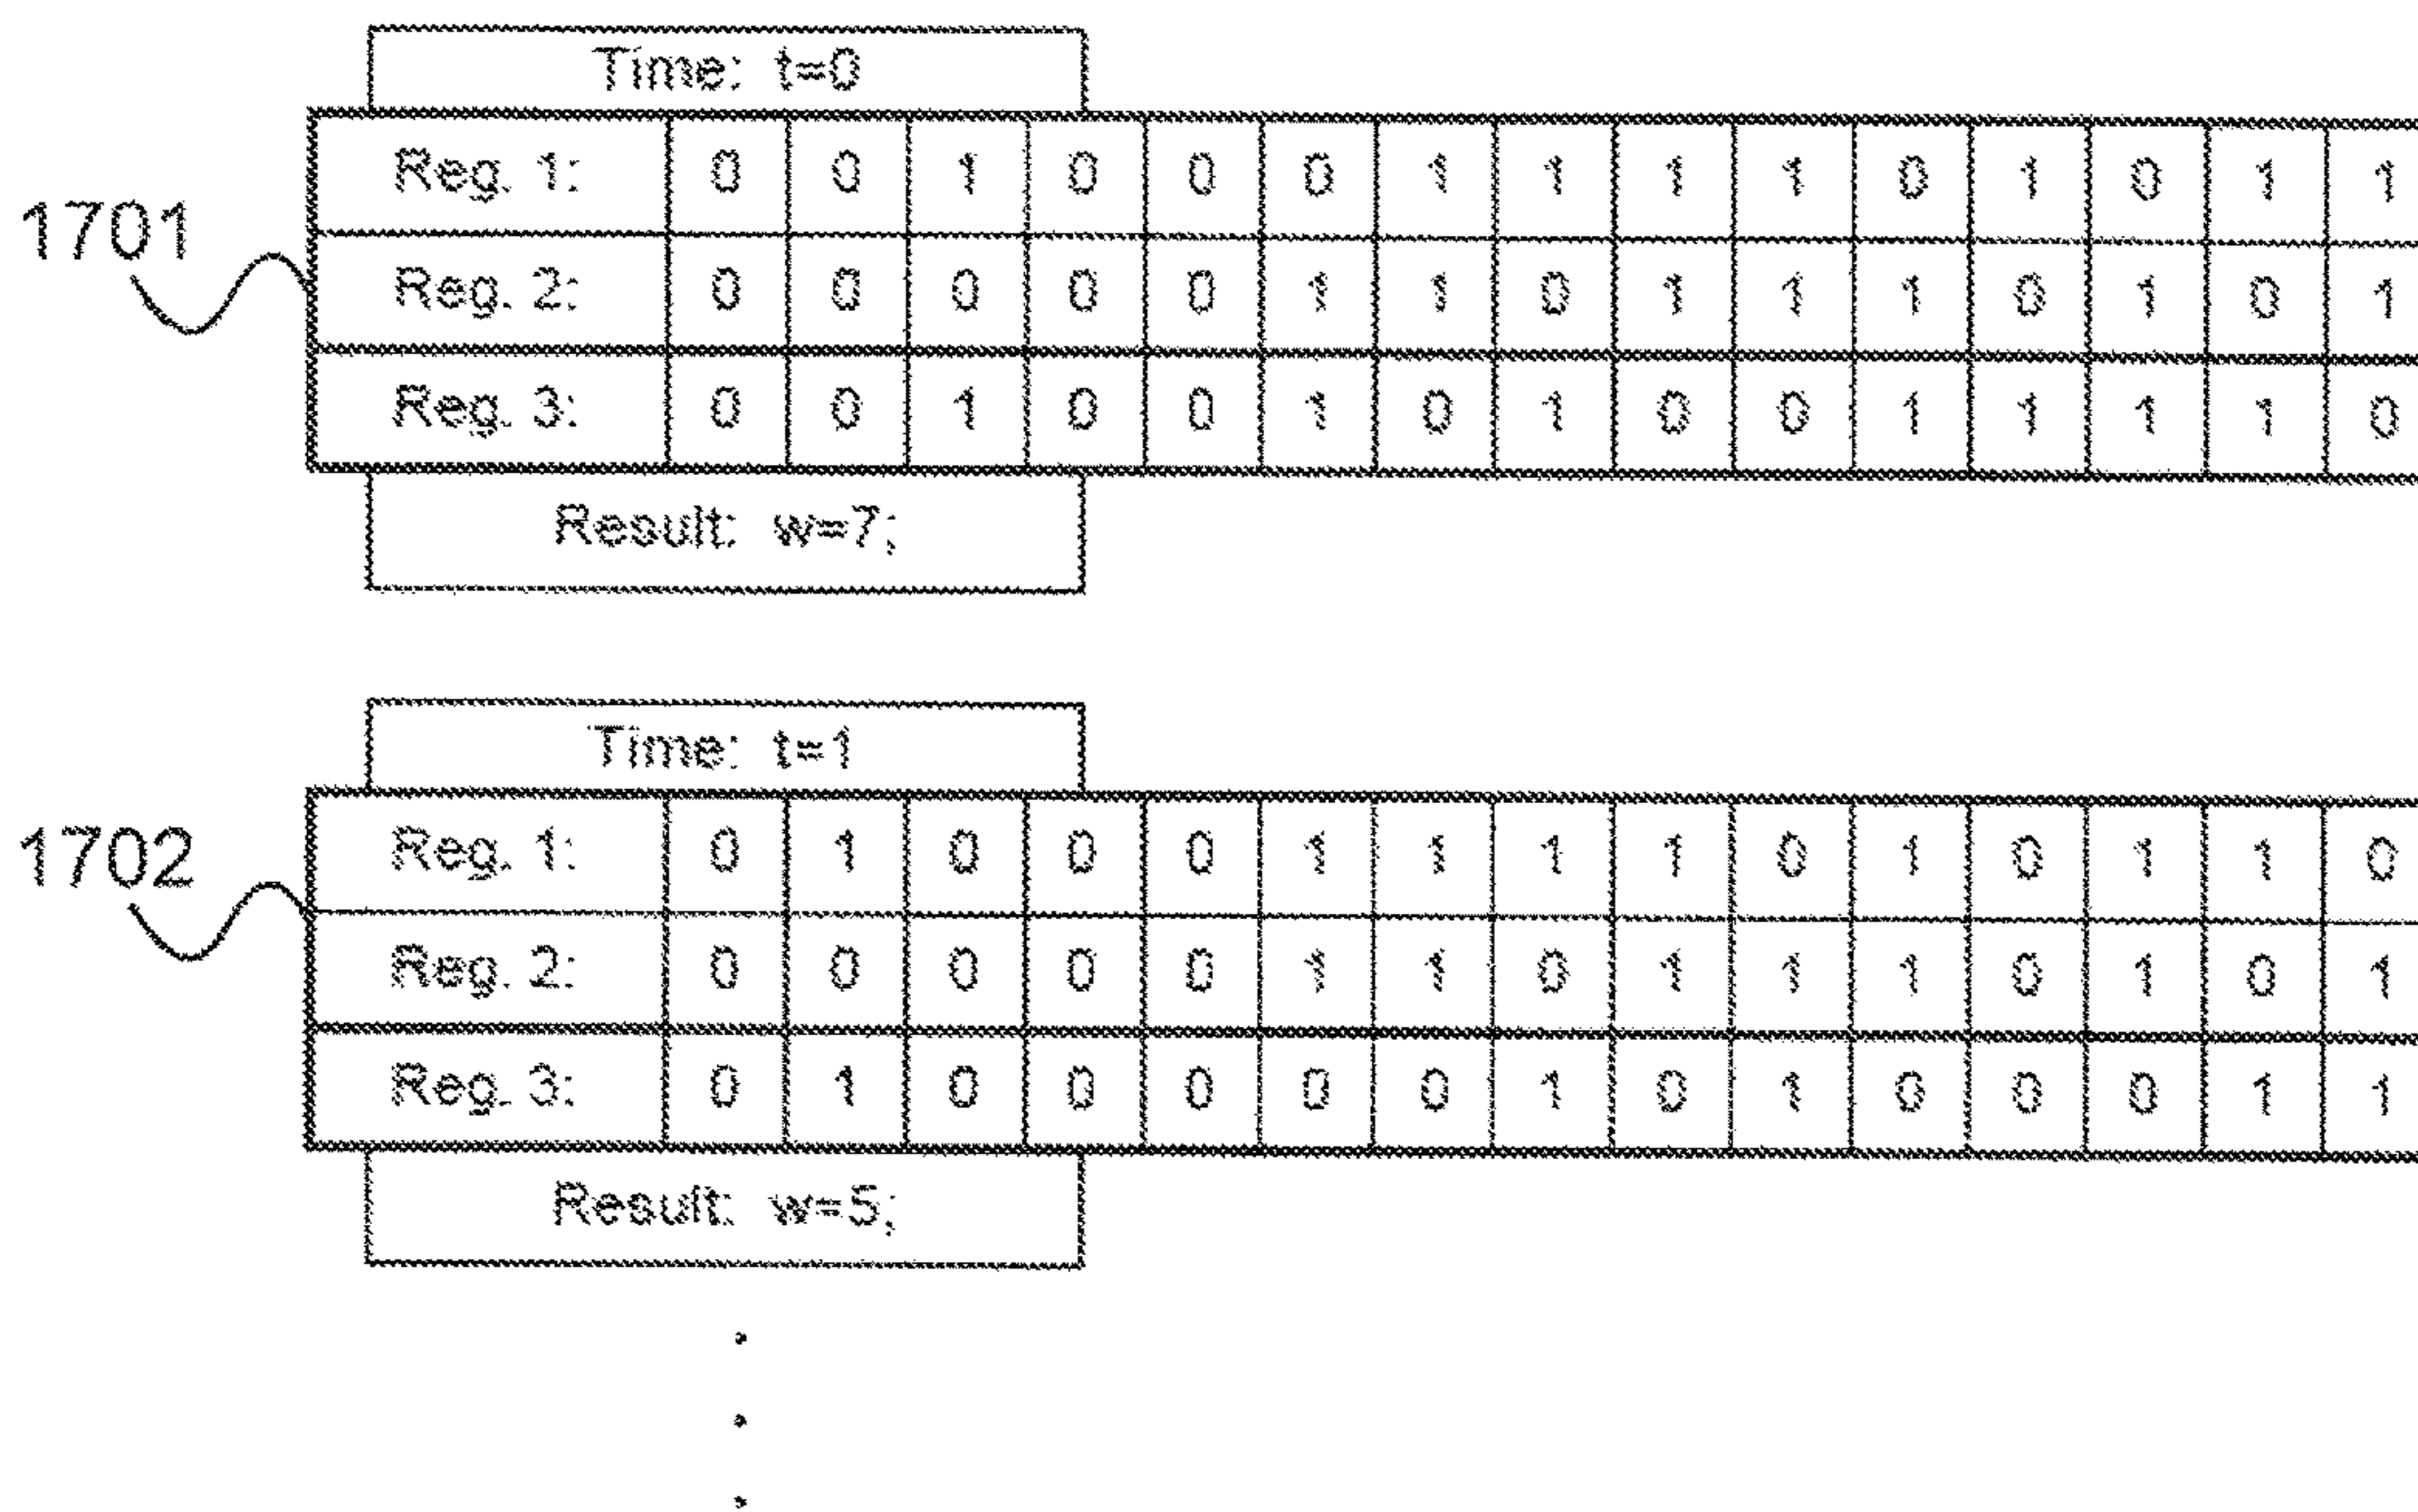 Time: t=0
Reg. 1: 0 0 1 0 0 0 1 1 1 1 0 1 0 1 1
1701
Reg. 2: 0 0 0 0 0 1 1 0 1 1 1 0 1 0 1
Reg. 3: 0 0 1 0 0 1 0 1 0 0 1 1 1 1 0
Result: w=7;
Time: t=1
Reg. 1: 0 1 0 0 0 1 1 1 1 0 1 0 1 1 0
1702
Reg. 2: 0 0 0 0 0 1 1 0 1 1 1 0 1 0 1
Reg. 3: 0 1 0 0 0 0 0 1 0 1 0 0 0 1 1
Result: w=5;